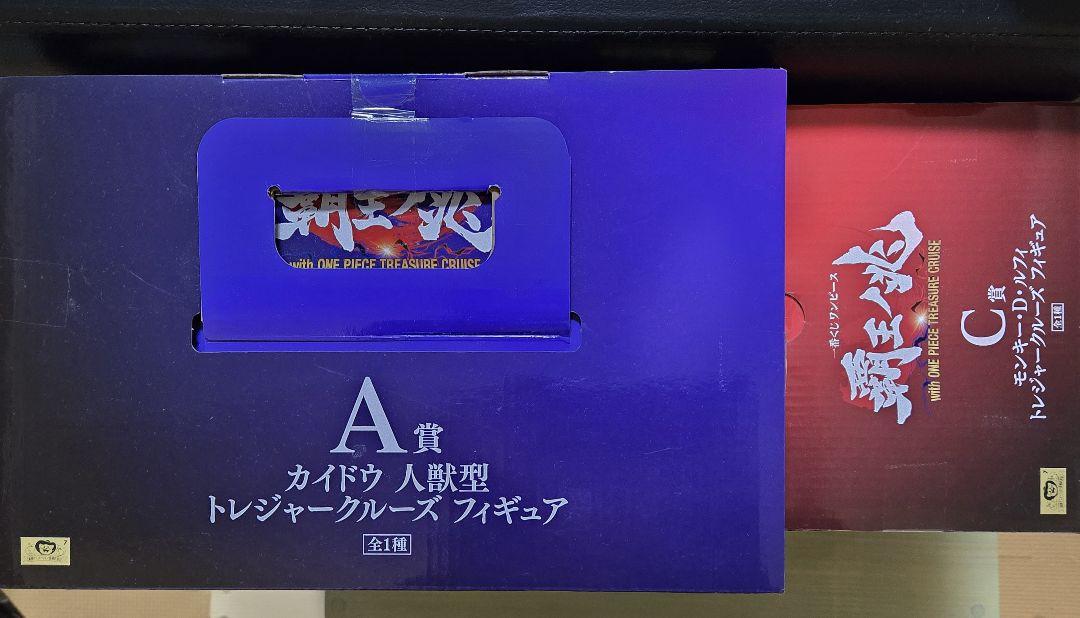 覇王ノ兆
with ONE PIECE TREASURE CRUISE
A賞
カイドウ 人獣型
トレジャークルーズ フィギュア
全1種
一番くじワンピース
覇王ノ兆
with ONE PIECE TREASURE CRUISE
C賞
モンキー・D・ルフィ
トレジャークルーズ フィギュア
全1種